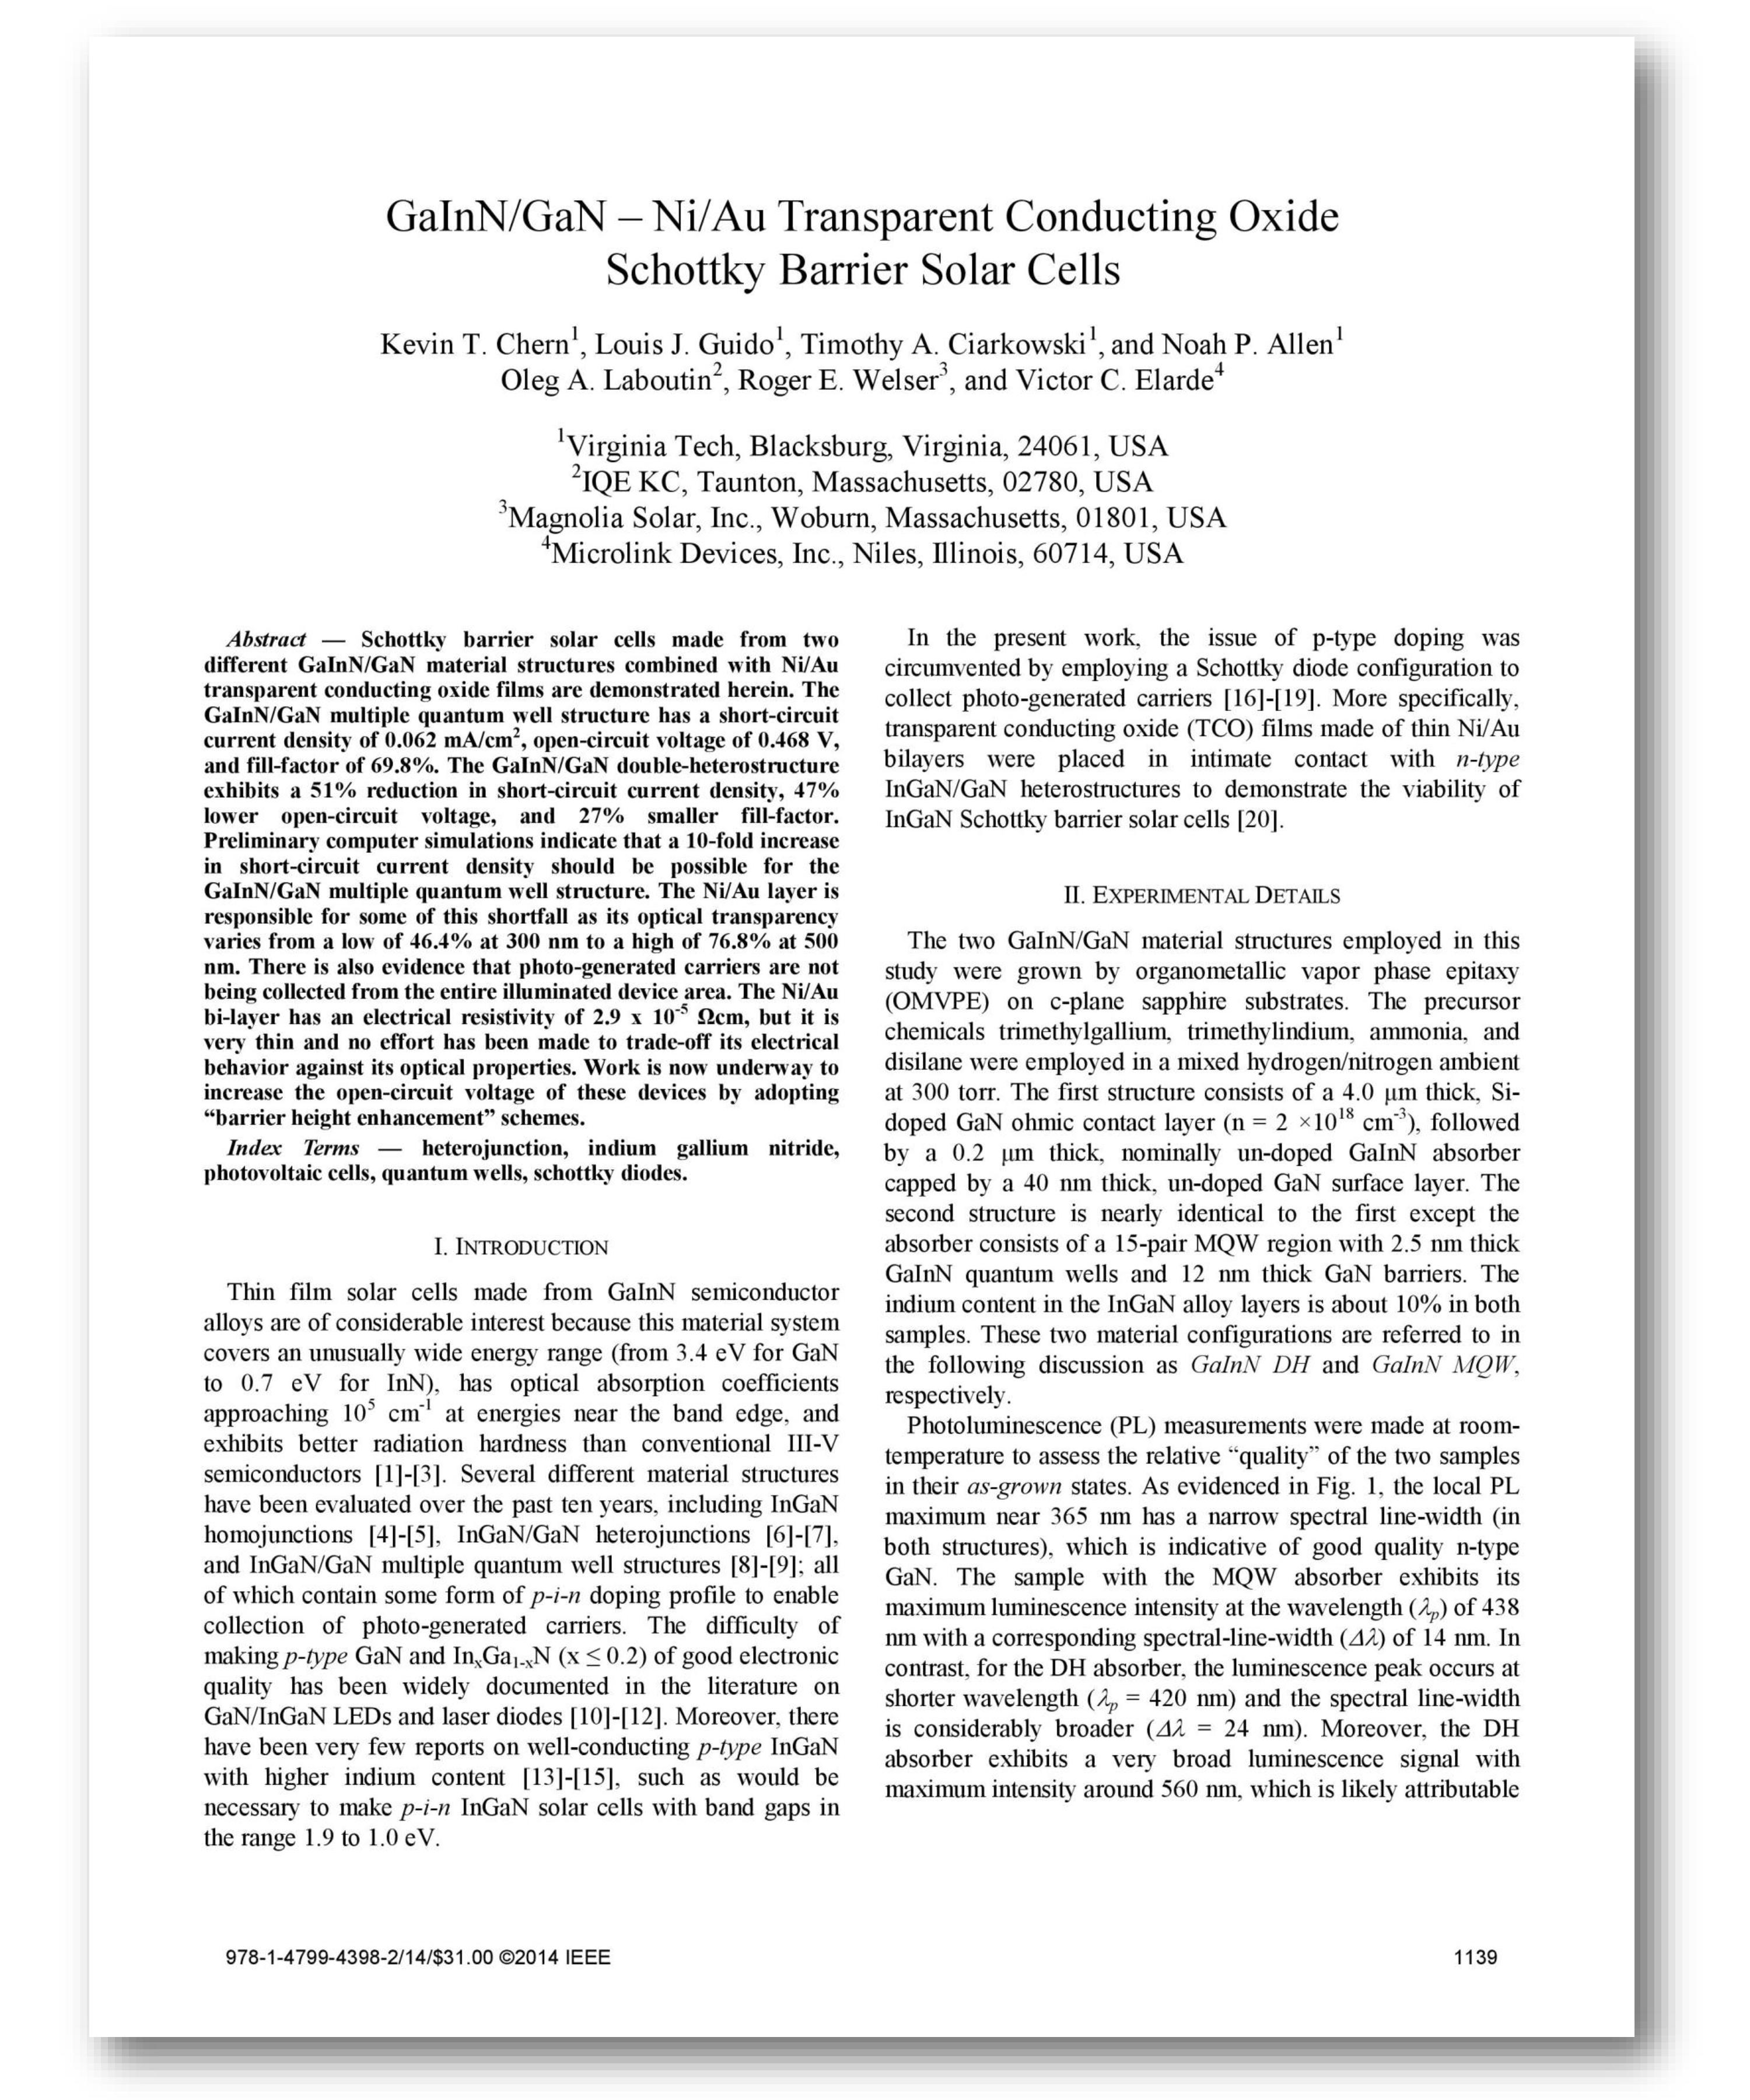 GaInN/GaN – Ni/Au Transparent Conducting Oxide
Schottky Barrier Solar Cells
Kevin T. Chern¹, Louis J. Guido¹, Timothy A. Ciarkowski¹, and Noah P. Allen¹
Oleg A. Laboutin², Roger E. Welser³, and Victor C. Elarde⁴
¹Virginia Tech, Blacksburg, Virginia, 24061, USA
²IQE KC, Taunton, Massachusetts, 02780, USA
³Magnolia Solar, Inc., Woburn, Massachusetts, 01801, USA
⁴Microlink Devices, Inc., Niles, Illinois, 60714, USA
Abstract — Schottky barrier solar cells made from two
different GaInN/GaN material structures combined with Ni/Au
transparent conducting oxide films are demonstrated herein. The
GaInN/GaN multiple quantum well structure has a short-circuit
current density of 0.062 mA/cm², open-circuit voltage of 0.468 V,
and fill-factor of 69.8%. The GaInN/GaN double-heterostructure
exhibits a 51% reduction in short-circuit current density, 47%
lower open-circuit voltage, and 27% smaller fill-factor.
Preliminary computer simulations indicate that a 10-fold increase
in short-circuit current density should be possible for the
GaInN/GaN multiple quantum well structure. The Ni/Au layer is
responsible for some of this shortfall as its optical transparency
varies from a low of 46.4% at 300 nm to a high of 76.8% at 500
nm. There is also evidence that photo-generated carriers are not
being collected from the entire illuminated device area. The Ni/Au
bi-layer has an electrical resistivity of 2.9 x 10⁻⁵ Ωcm, but it is
very thin and no effort has been made to trade-off its electrical
behavior against its optical properties. Work is now underway to
increase the open-circuit voltage of these devices by adopting
“barrier height enhancement” schemes.
Index Terms — heterojunction, indium gallium nitride,
photovoltaic cells, quantum wells, schottky diodes.
I. INTRODUCTION
Thin film solar cells made from GaInN semiconductor
alloys are of considerable interest because this material system
covers an unusually wide energy range (from 3.4 eV for GaN
to 0.7 eV for InN), has optical absorption coefficients
approaching 10⁵ cm⁻¹ at energies near the band edge, and
exhibits better radiation hardness than conventional III-V
semiconductors [1]-[3]. Several different material structures
have been evaluated over the past ten years, including InGaN
homojunctions [4]-[5], InGaN/GaN heterojunctions [6]-[7],
and InGaN/GaN multiple quantum well structures [8]-[9]; all
of which contain some form of p-i-n doping profile to enable
collection of photo-generated carriers. The difficulty of
making p-type GaN and InₓGa₁₋ₓN (x ≤ 0.2) of good electronic
quality has been widely documented in the literature on
GaN/InGaN LEDs and laser diodes [10]-[12]. Moreover, there
have been very few reports on well-conducting p-type InGaN
with higher indium content [13]-[15], such as would be
necessary to make p-i-n InGaN solar cells with band gaps in
the range 1.9 to 1.0 eV.
In the present work, the issue of p-type doping was
circumvented by employing a Schottky diode configuration to
collect photo-generated carriers [16]-[19]. More specifically,
transparent conducting oxide (TCO) films made of thin Ni/Au
bilayers were placed in intimate contact with n-type
InGaN/GaN heterostructures to demonstrate the viability of
InGaN Schottky barrier solar cells [20].
II. EXPERIMENTAL DETAILS
The two GaInN/GaN material structures employed in this
study were grown by organometallic vapor phase epitaxy
(OMVPE) on c-plane sapphire substrates. The precursor
chemicals trimethylgallium, trimethylindium, ammonia, and
disilane were employed in a mixed hydrogen/nitrogen ambient
at 300 torr. The first structure consists of a 4.0 μm thick, Si-
doped GaN ohmic contact layer (n = 2 ×10¹⁸ cm⁻³), followed
by a 0.2 μm thick, nominally un-doped GaInN absorber
capped by a 40 nm thick, un-doped GaN surface layer. The
second structure is nearly identical to the first except the
absorber consists of a 15-pair MQW region with 2.5 nm thick
GaInN quantum wells and 12 nm thick GaN barriers. The
indium content in the InGaN alloy layers is about 10% in both
samples. These two material configurations are referred to in
the following discussion as GaInN DH and GaInN MQW,
respectively.
Photoluminescence (PL) measurements were made at room-
temperature to assess the relative “quality” of the two samples
in their as-grown states. As evidenced in Fig. 1, the local PL
maximum near 365 nm has a narrow spectral line-width (in
both structures), which is indicative of good quality n-type
GaN. The sample with the MQW absorber exhibits its
maximum luminescence intensity at the wavelength (λₚ) of 438
nm with a corresponding spectral-line-width (Δλ) of 14 nm. In
contrast, for the DH absorber, the luminescence peak occurs at
shorter wavelength (λₚ = 420 nm) and the spectral line-width
is considerably broader (Δλ = 24 nm). Moreover, the DH
absorber exhibits a very broad luminescence signal with
maximum intensity around 560 nm, which is likely attributable
978-1-4799-4398-2/14/$31.00 ©2014 IEEE
1139